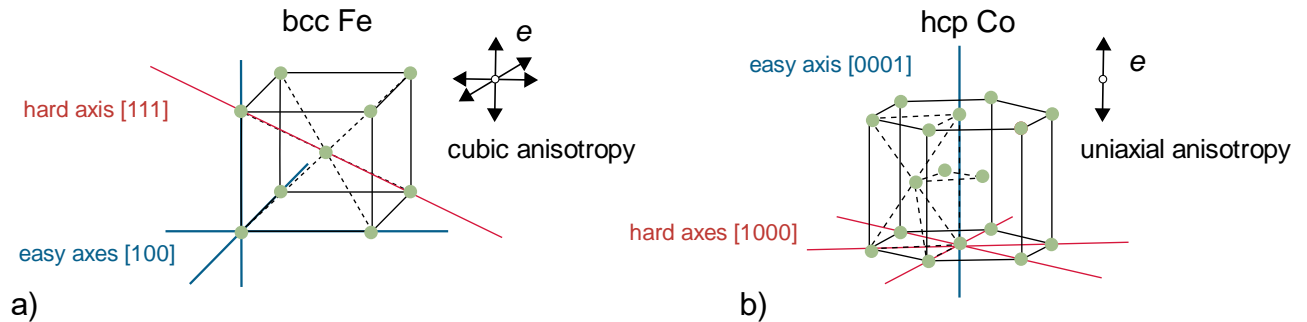 bcc Fe
e
hard axis [111]
cubic anisotropy
easy axes [100]
a)
hcp Co
easy axis [0001]
e
uniaxial anisotropy
hard axes [1000]
b)